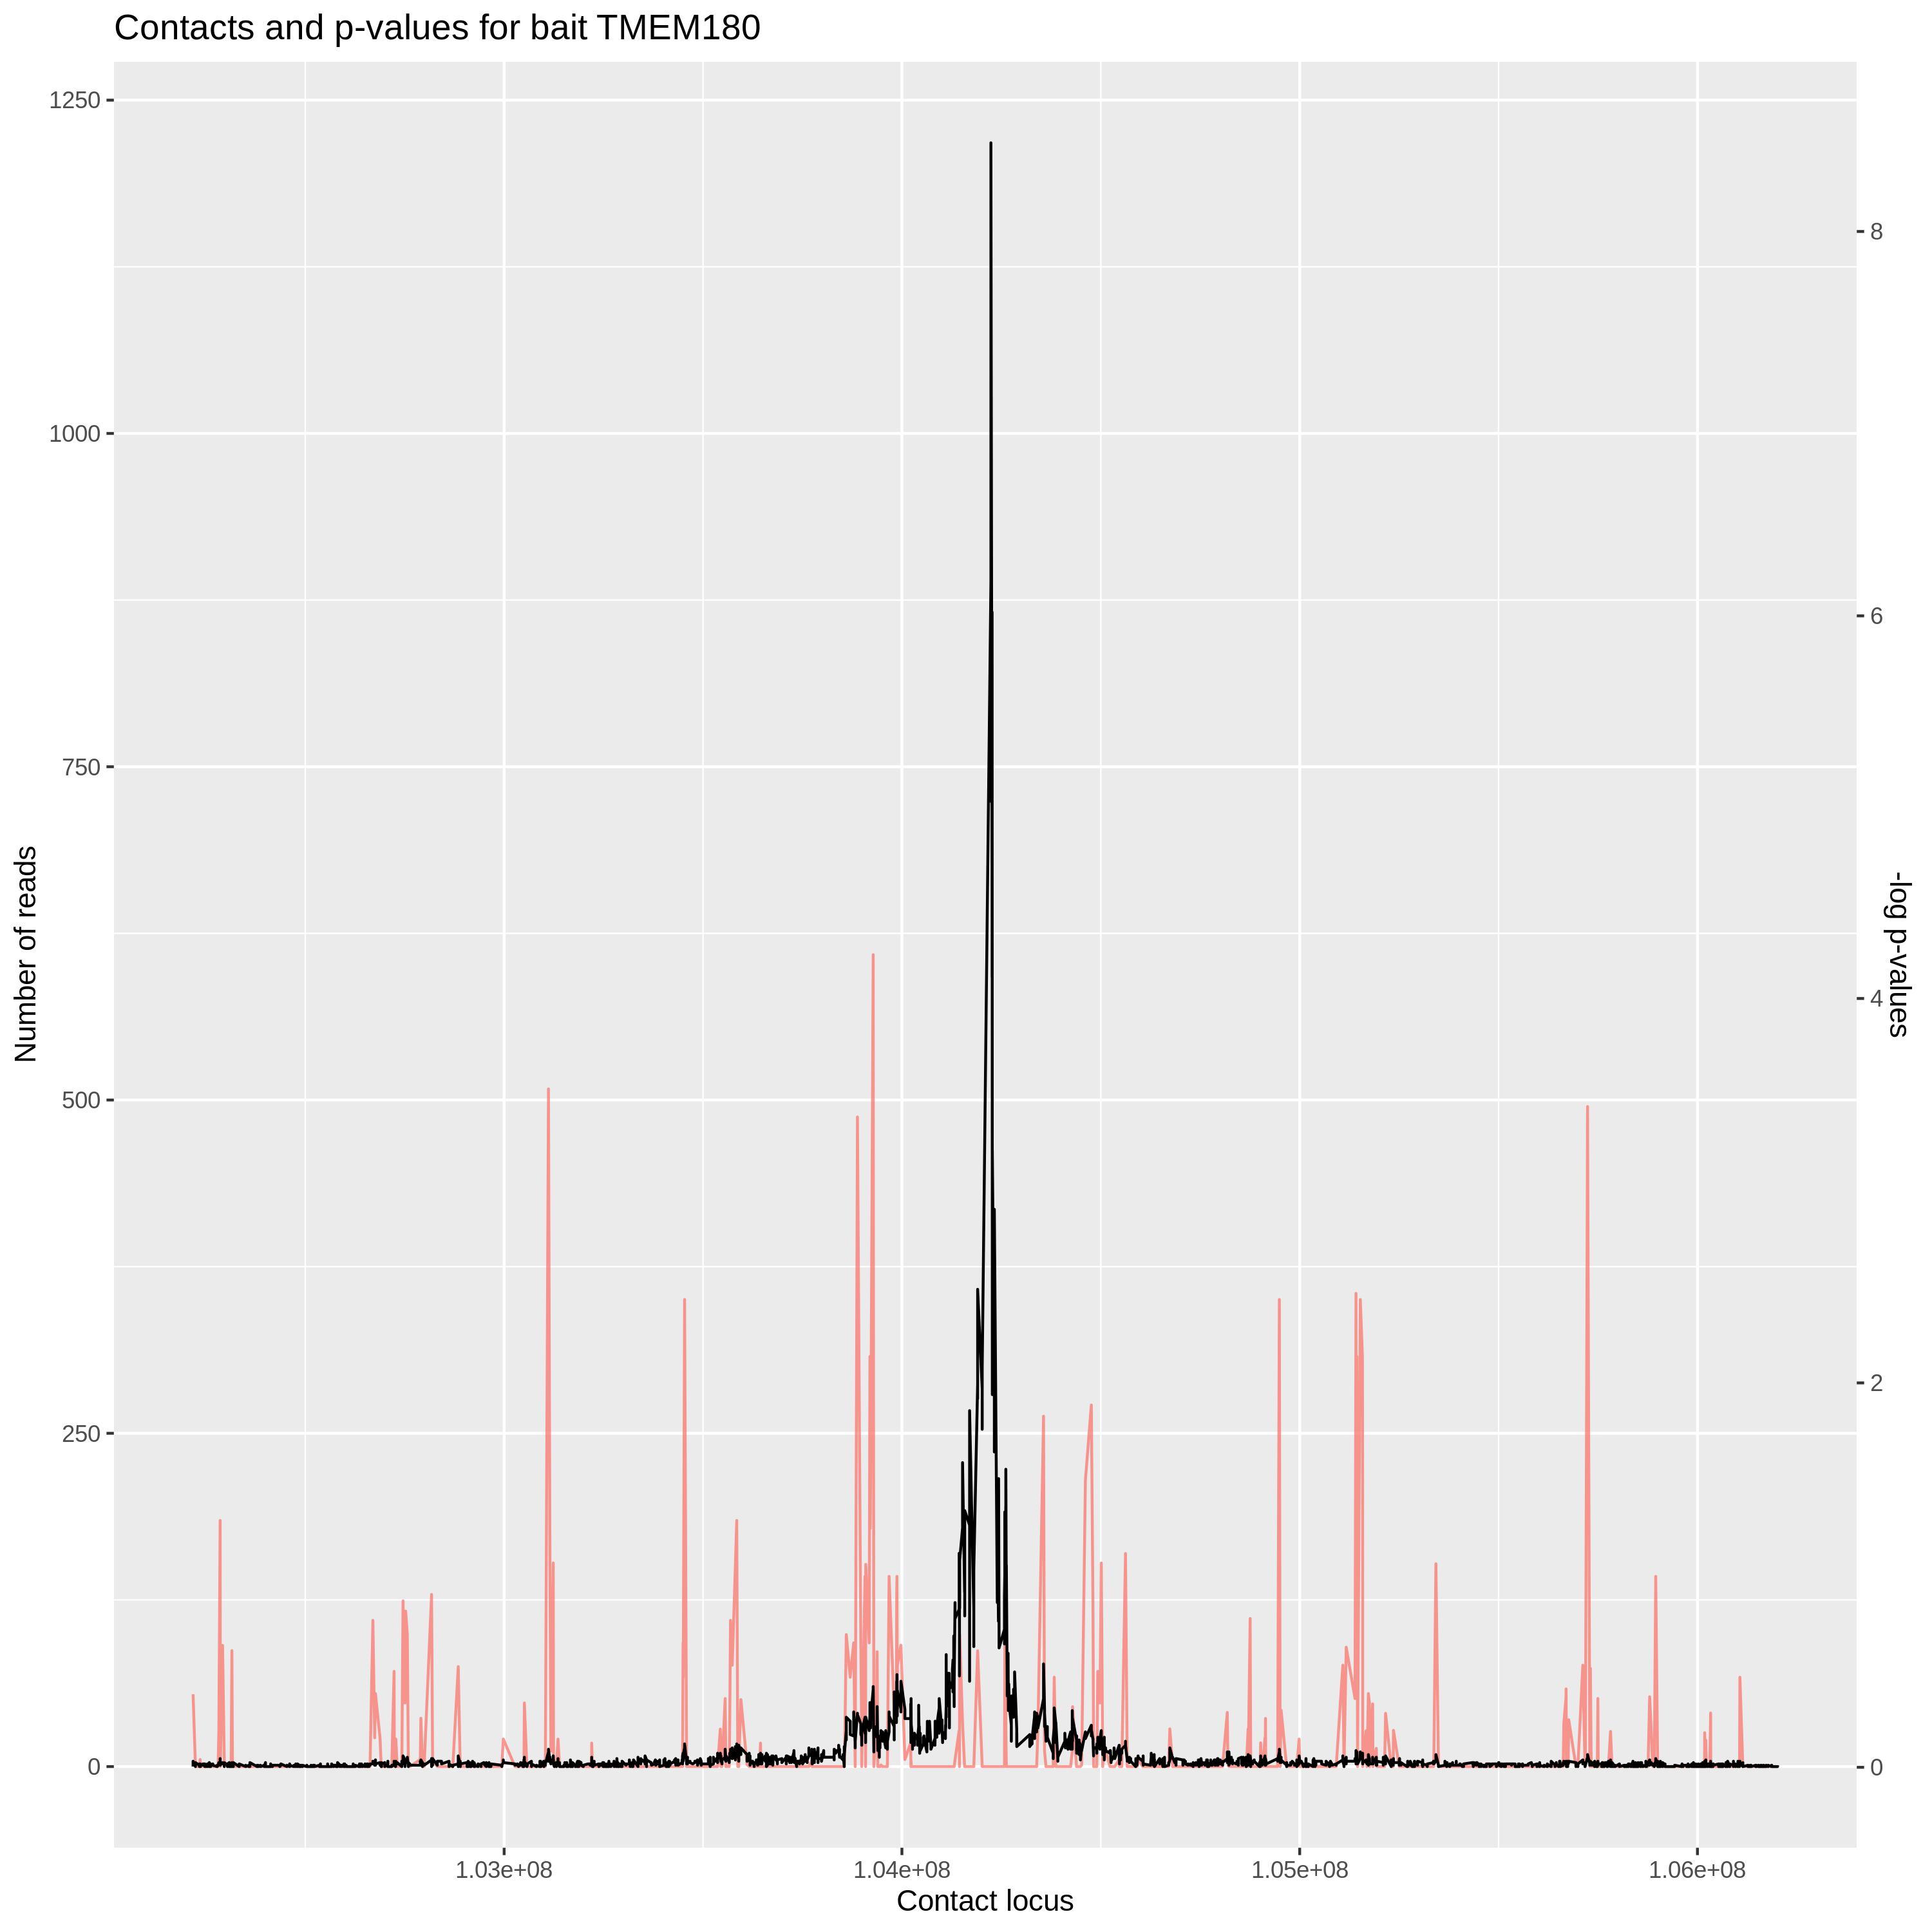 Contacts and p-values for bait TMEM180
1250
1000
750
500
250
0
Number of reads
8
6
4
2
0
-log p-values
1.03e+08
1.04e+08
1.05e+08
1.06e+08
Contact locus